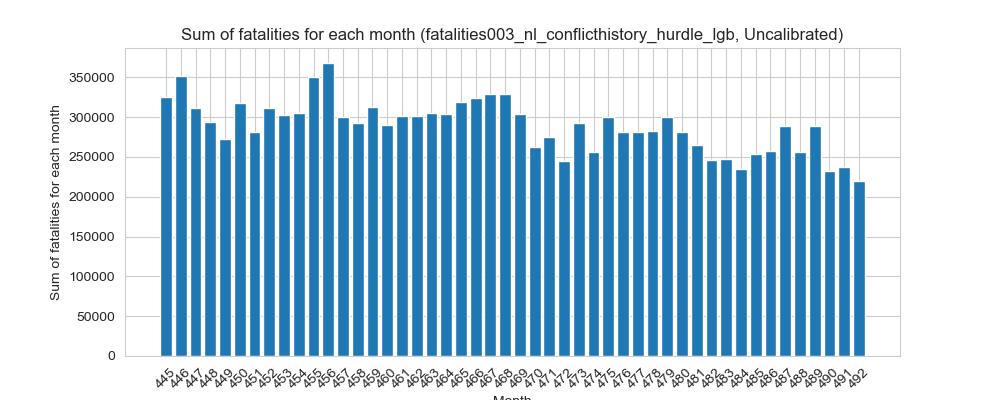 Sum of fatalities for each month (fatalities003_nl_conflicthistory_hurdle_lgb, Uncalibrated)
Sum of fatalities for each month
350000
300000
250000
200000
150000
100000
50000
0
445 446 447 448 449 450 451 452 453 454 455 456 457 458 459 460 461 462 463 464 465 466 467 468 469 470 471 472 473 474 475 476 477 478 479 480 481 482 483 484 485 486 487 488 489 490 491 492
Month